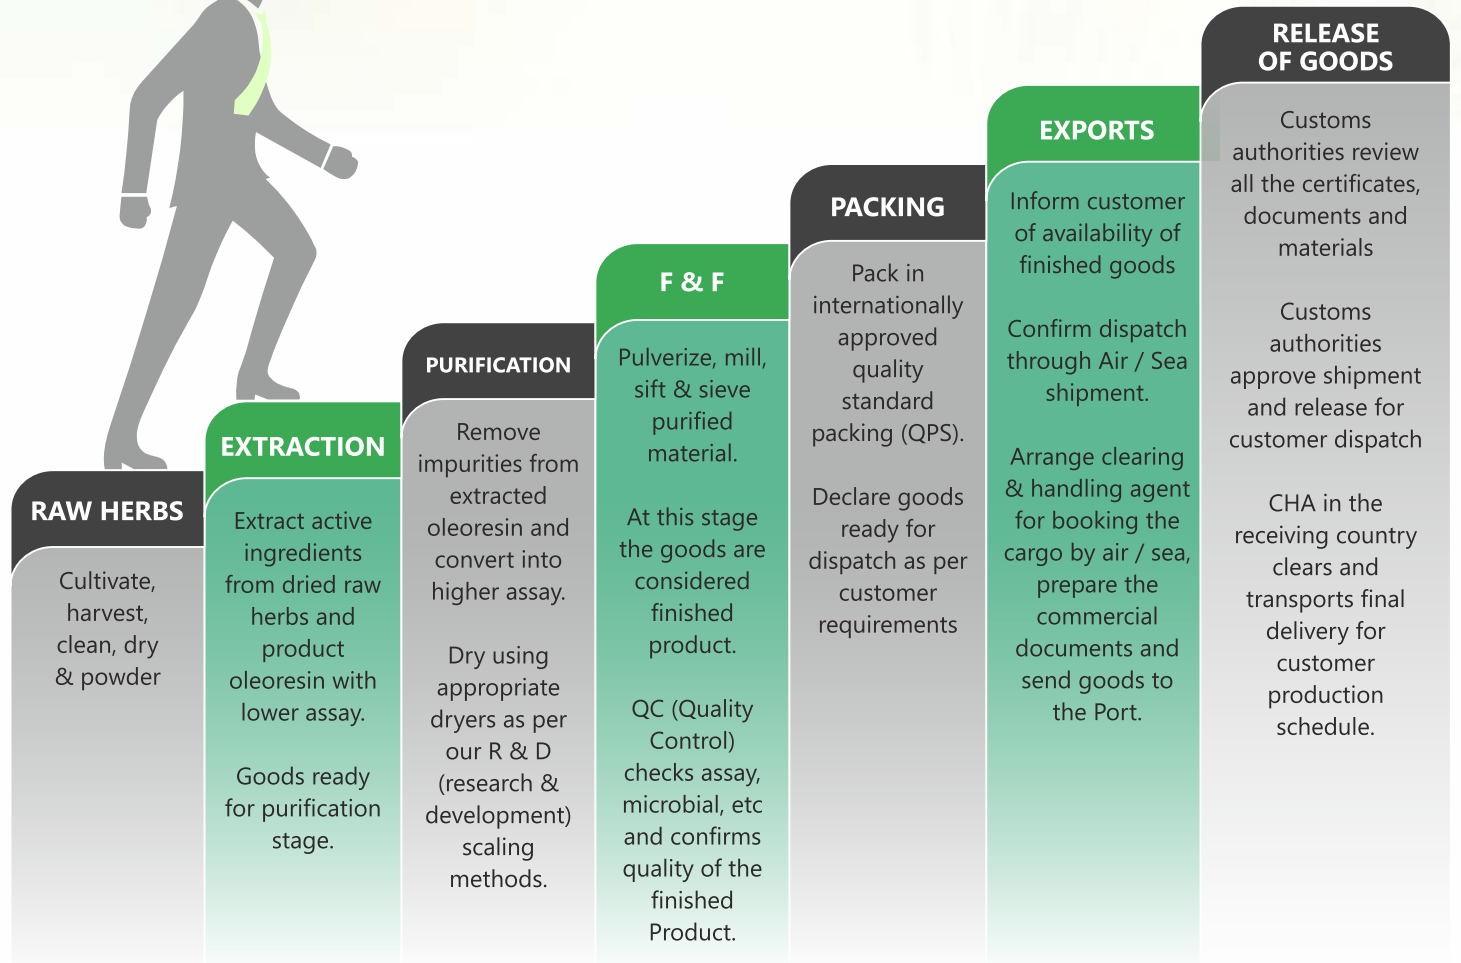 RAW HERBS
Cultivate,
harvest,
clean, dry
& powder
EXTRACTION
Extract active
ingredients
from dried raw
herbs and
product
oleoresin with
lower assay.
Goods ready
for purification
stage.
PURIFICATION
Remove
impurities from
extracted
oleoresin and
convert into
higher assay.
Dry using
appropriate
dryers as per
our R & D
(research &
development)
scaling
methods.
F & F
Pulverize, mill,
sift & sieve
purified
material.
At this stage
the goods are
considered
finished
product.
QC (Quality
Control)
checks assay,
microbial, etc
and confirms
quality of the
finished
Product.
PACKING
Pack in
internationally
approved
quality
standard
packing (QPS).
Declare goods
ready for
dispatch as per
customer
requirements
EXPORTS
Inform customer
of availability of
finished goods
Confirm dispatch
through Air / Sea
shipment.
Arrange clearing
& handling agent
for booking the
cargo by air / sea,
prepare the
commercial
documents and
send goods to
the Port.
RELEASE
OF GOODS
Customs
authorities review
all the certificates,
documents and
materials
Customs
authorities
approve shipment
and release for
customer dispatch
CHA in the
receiving country
clears and
transports final
delivery for
customer
production
schedule.